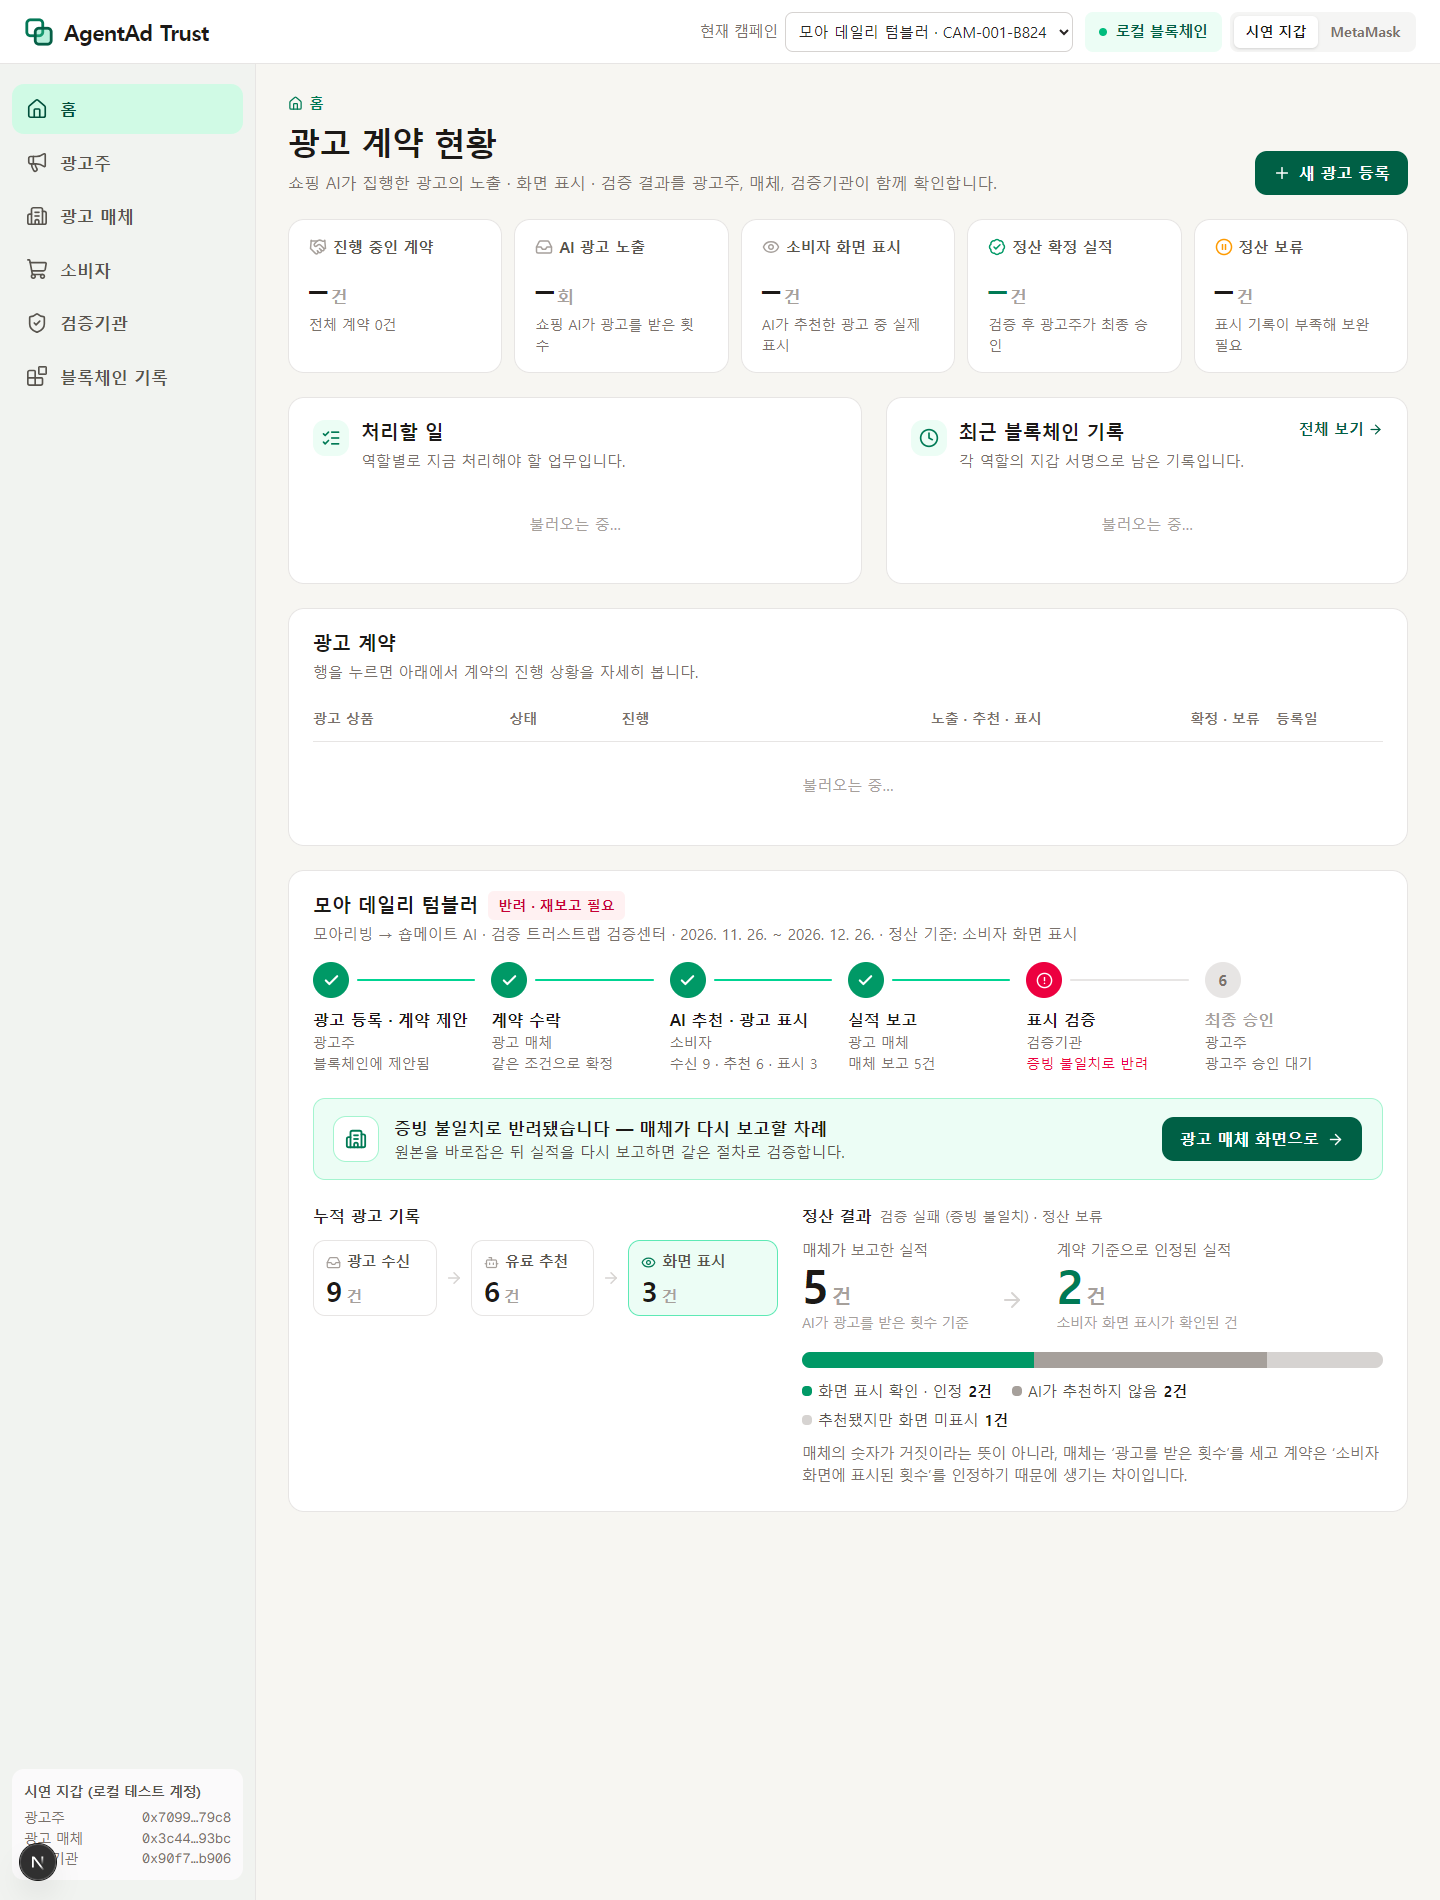 AgentAd Trust
현재 캠페인
모아 데일리 텀블러 · CAM-001-B824
로컬 블록체인
시연 지갑
MetaMask
홈
광고주
광고 매체
소비자
검증기관
블록체인 기록
홈
광고 계약 현황
쇼핑 AI가 집행한 광고의 노출 · 화면 표시 · 검증 결과를 광고주, 매체, 검증기관이 함께 확인합니다.
+ 새 광고 등록
진행 중인 계약
– 건
전체 계약 0건
AI 광고 노출
– 회
쇼핑 AI가 광고를 받은 횟
수
소비자 화면 표시
– 건
AI가 추천한 광고 중 실제
표시
정산 확정 실적
– 건
검증 후 광고주가 최종 승
인
정산 보류
– 건
표시 기록이 부족해 보완
필요
처리할 일
역할별로 지금 처리해야 할 업무입니다.
불러오는 중...
최근 블록체인 기록
전체 보기 →
각 역할의 지갑 서명으로 남은 기록입니다.
불러오는 중...
광고 계약
행을 누르면 아래에서 계약의 진행 상황을 자세히 봅니다.
광고 상품 상태 진행 노출 · 추천 · 표시 확정 · 보류 등록일
불러오는 중...
모아 데일리 텀블러 반려 · 재보고 필요
모아리빙 → 숍메이트 AI · 검증 트러스트랩 검증센터 · 2026. 11. 26. ~ 2026. 12. 26. · 정산 기준: 소비자 화면 표시
광고 등록 · 계약 제안
광고주
블록체인에 제안됨
계약 수락
광고 매체
같은 조건으로 확정
AI 추천 · 광고 표시
소비자
수신 9 · 추천 6 · 표시 3
실적 보고
광고 매체
매체 보고 5건
표시 검증
검증기관
증빙 불일치로 반려
6
최종 승인
광고주
광고주 승인 대기
증빙 불일치로 반려됐습니다 — 매체가 다시 보고할 차례
원본을 바로잡은 뒤 실적을 다시 보고하면 같은 절차로 검증합니다.
광고 매체 화면으로 →
누적 광고 기록
광고 수신
9 건
유료 추천
6 건
화면 표시
3 건
정산 결과 검증 실패 (증빙 불일치) · 정산 보류
매체가 보고한 실적
5 건
AI가 광고를 받은 횟수 기준
계약 기준으로 인정된 실적
2 건
소비자 화면 표시가 확인된 건
화면 표시 확인 · 인정 2건
AI가 추천하지 않음 2건
추천됐지만 화면 미표시 1건
매체의 숫자가 거짓이라는 뜻이 아니라, 매체는 '광고를 받은 횟수'를 세고 계약은 '소비자
화면에 표시된 횟수'를 인정하기 때문에 생기는 차이입니다.
시연 지갑 (로컬 테스트 계정)
광고주 0x7099…79c8
광고 매체 0x3c44…93bc
기관 0x90f7…b906
N